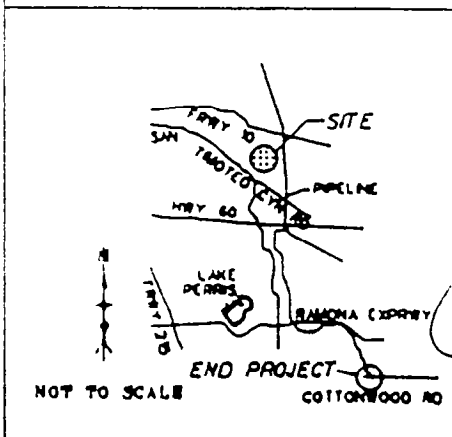 FRWY 10
SITE
SAN TIMOTEO CYN RD
PIPELINE
HWY 60
N
LAKE
PERRIS
RAMONA EXPRWY
END PROJECT
NOT TO SCALE
COTTONWOOD RD